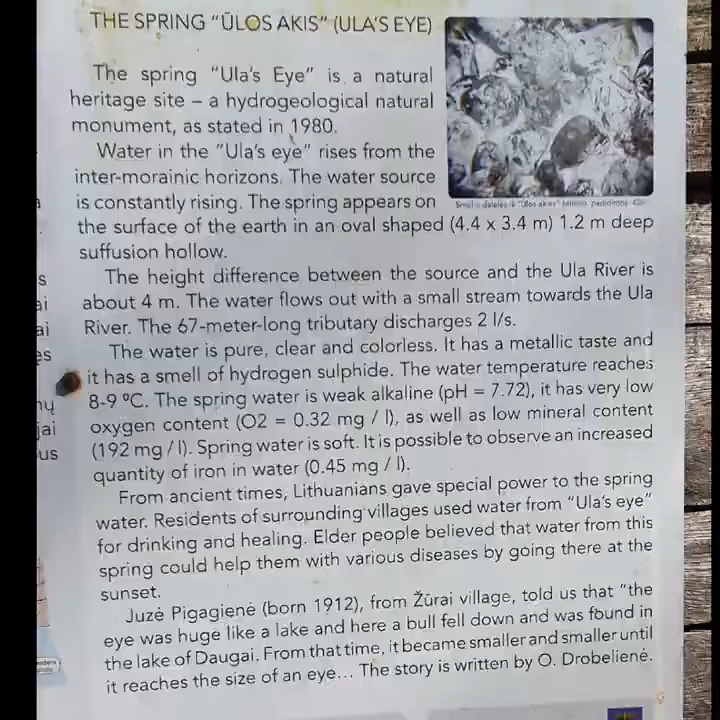 THE SPRING “ŪLOS AKIS” (ULA’S EYE)
The spring “Ula’s Eye” is a natural
heritage site – a hydrogeological natural
monument, as stated in 1980.
Water in the “Ula’s eye” rises from the
inter-morainic horizons. The water source
is constantly rising. The spring appears on
the surface of the earth in an oval shaped (4.4 x 3.4 m) 1.2 m deep
suffusion hollow.
The height difference between the source and the Ula River is
about 4 m. The water flows out with a small stream towards the Ula
River. The 67-meter-long tributary discharges 2 l/s.
The water is pure, clear and colorless. It has a metallic taste and
it has a smell of hydrogen sulphide. The water temperature reaches
8-9 ºC. The spring water is weak alkaline (pH = 7.72), it has very low
oxygen content (O2 = 0.32 mg / l), as well as low mineral content
(192 mg / l). Spring water is soft. It is possible to observe an increased
quantity of iron in water (0.45 mg / l).
From ancient times, Lithuanians gave special power to the spring
water. Residents of surrounding villages used water from “Ula’s eye”
for drinking and healing. Elder people believed that water from this
spring could help them with various diseases by going there at the
sunset.
Juzė Pigagienė (born 1912), from Žūrai village, told us that “the
eye was huge like a lake and here a bull fell down and was found in
the lake of Daugai. From that time, it became smaller and smaller until
it reaches the size of an eye… The story is written by O. Drobelienė.